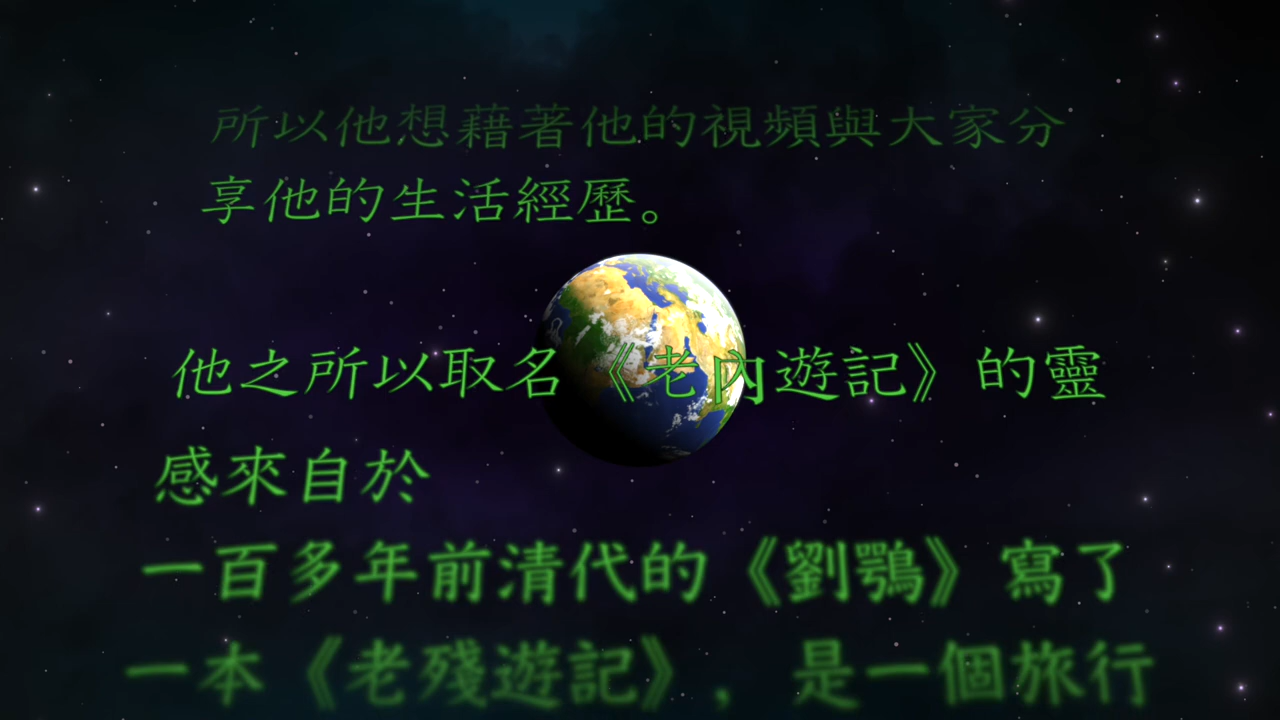 所以他想藉著他的視頻與大家分
享他的生活經歷。
他之所以取名《老內遊記》的靈
感來自於
一百多年前清代的《劉鶚》寫了
一本《老殘遊記》，是一個旅行